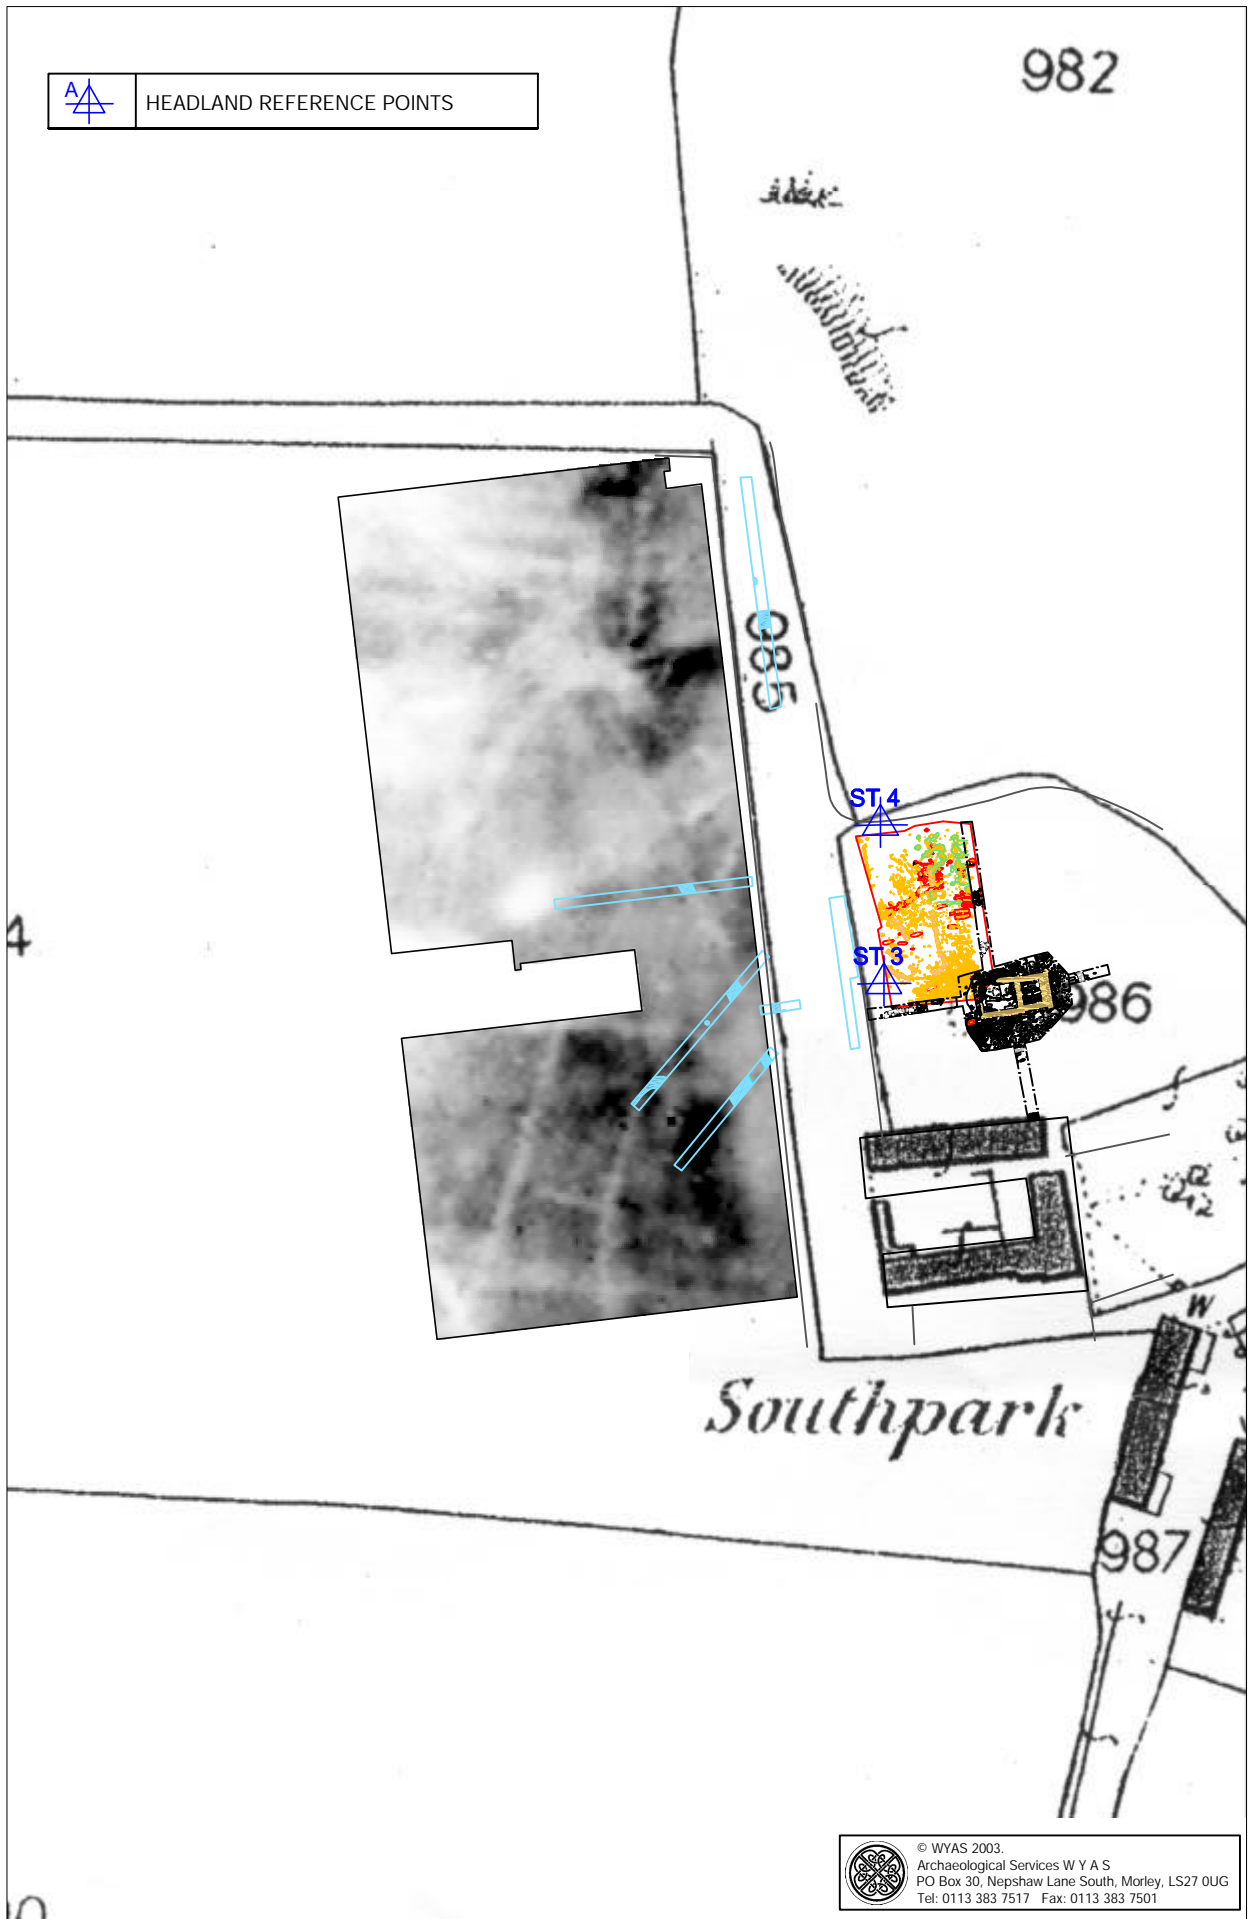 982
A
HEADLAND REFERENCE POINTS
985
ST 4
4
ST 3
986
W
Southpark
987
© WYAS 2003.
Archaeological Services W Y A S
PO Box 30, Nepshaw Lane South, Morley, LS27 0UG
Tel: 0113 383 7517 Fax: 0113 383 7501